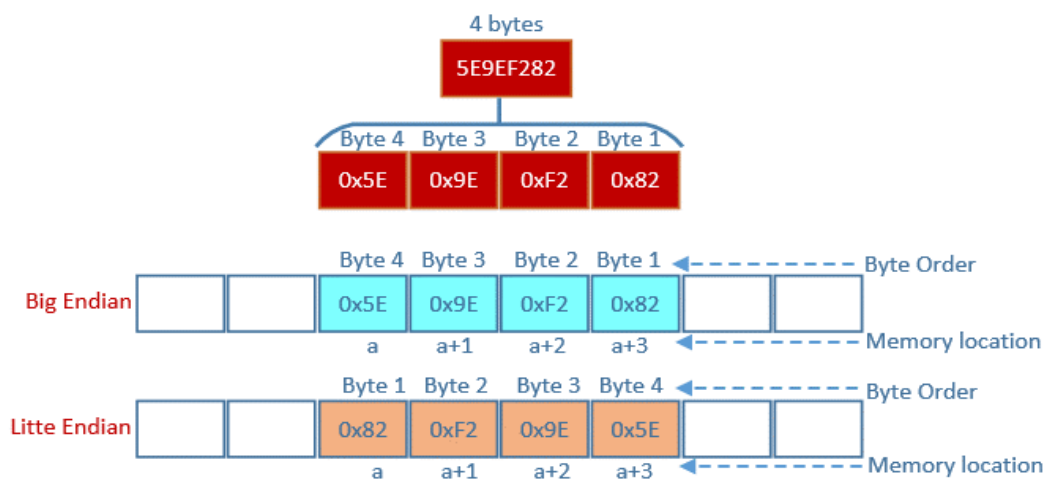 4 bytes
5E9EF282
Byte 4 Byte 3 Byte 2 Byte 1
0x5E 0x9E 0xF2 0x82
Byte 4 Byte 3 Byte 2 Byte 1 Byte Order
Big Endian 0x5E 0x9E 0xF2 0x82
a a+1 a+2 a+3 Memory location
Byte 1 Byte 2 Byte 3 Byte 4 Byte Order
Litte Endian 0x82 0xF2 0x9E 0x5E
a a+1 a+2 a+3 Memory location